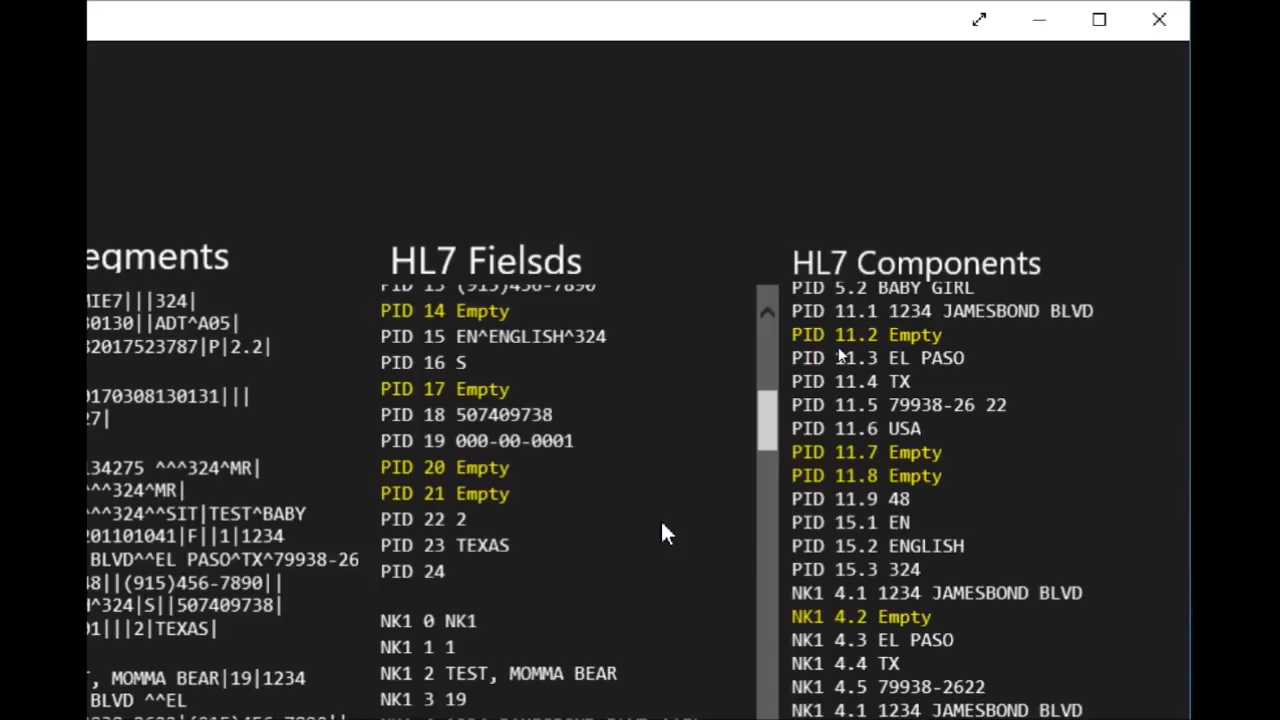 egments
MIE7|||324|
30130||ADT^A05|
32017523787|P|2.2|
0170308130131|||
27|
134275 ^^^324^MR|
^^^324^MR|
^^^324^^SIT|TEST^BABY
201101041|F||1|1234
BLVD^^EL PASO^TX^79938-26
48||(915)456-7890||
H^324|S||507409738|
01|||2|TEXAS|
, MOMMA BEAR|19|1234
BLVD ^^EL
HL7 Fielsds
PID 13 (915)456-7890
PID 14 Empty
PID 15 EN^ENGLISH^324
PID 16 S
PID 17 Empty
PID 18 507409738
PID 19 000-00-0001
PID 20 Empty
PID 21 Empty
PID 22 2
PID 23 TEXAS
PID 24
NK1 0 NK1
NK1 1 1
NK1 2 TEST, MOMMA BEAR
NK1 3 19
HL7 Components
PID 5.2 BABY GIRL
PID 11.1 1234 JAMESBOND BLVD
PID 11.2 Empty
PID 11.3 EL PASO
PID 11.4 TX
PID 11.5 79938-26 22
PID 11.6 USA
PID 11.7 Empty
PID 11.8 Empty
PID 11.9 48
PID 15.1 EN
PID 15.2 ENGLISH
PID 15.3 324
NK1 4.1 1234 JAMESBOND BLVD
NK1 4.2 Empty
NK1 4.3 EL PASO
NK1 4.4 TX
NK1 4.5 79938-2622
NK1 4.1 1234 JAMESBOND BLVD